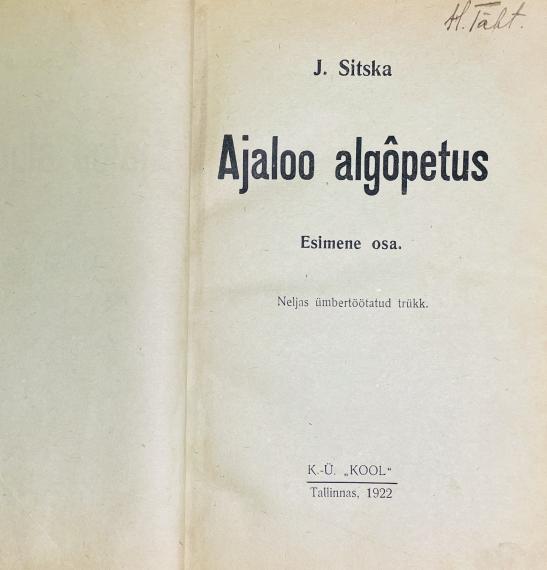 H. Täht.
J. Sitska
Ajaloo algôpetus
Esimene osa.
Neljas ümbertöötatud trükk.
K.-Ü. „KOOL“
Tallinnas, 1922